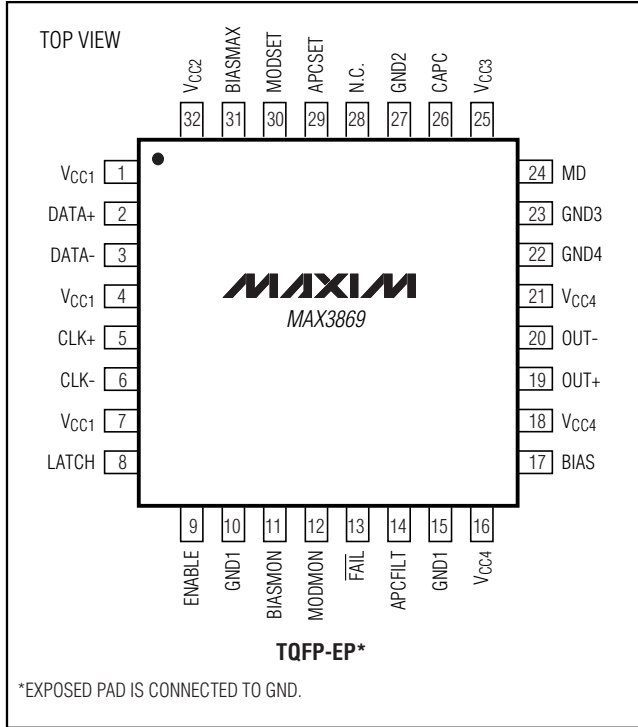 TOP VIEW
VCC2
BIASMAX
MODSET
APCSET
N.C.
GND2
CAPC
VCC3
32 31 30 29 28 27 26 25
VCC1 1
DATA+ 2
DATA- 3
VCC1 4
CLK+ 5
CLK- 6
VCC1 7
LATCH 8
MAXIM
MAX3869
24 MD
23 GND3
22 GND4
21 VCC4
20 OUT-
19 OUT+
18 VCC4
17 BIAS
9 10 11 12 13 14 15 16
ENABLE
GND1
BIASMON
MODMON
FAIL
APCFILT
GND1
VCC4
TQFP-EP*
*EXPOSED PAD IS CONNECTED TO GND.